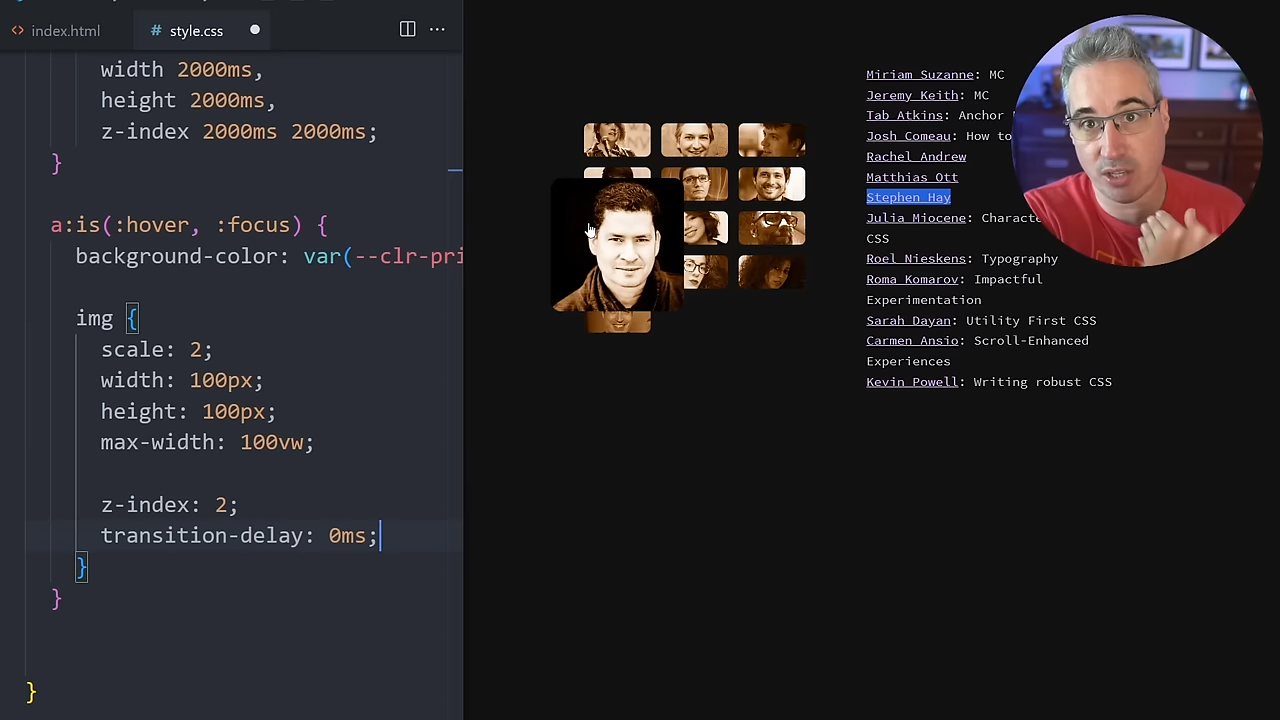 index.html
# style.css
width 2000ms,
height 2000ms,
z-index 2000ms 2000ms;
}
a:is(:hover, :focus) {
background-color: var(--clr-pri
img {
scale: 2;
width: 100px;
height: 100px;
max-width: 100vw;
z-index: 2;
transition-delay: 0ms;
}
}
}
Miriam Suzanne: MC
Jeremy Keith: MC
Tab Atkins: Anchor
Josh Comeau: How to
Rachel Andrew
Matthias Ott
Stephen Hay
Julia Miocene: Characte
CSS
Roel Nieskens: Typography
Roma Komarov: Impactful
Experimentation
Sarah Dayan: Utility First CSS
Carmen Ansio: Scroll-Enhanced
Experiences
Kevin Powell: Writing robust CSS